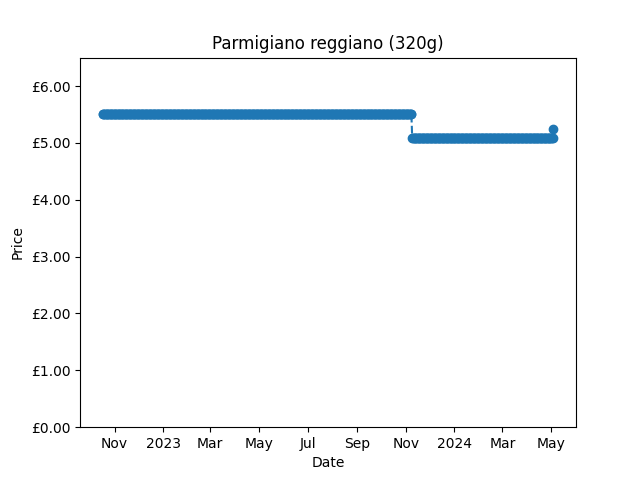 Parmigiano reggiano (320g)
£6.00
£5.00
£4.00
£3.00
£2.00
£1.00
£0.00
Price
Nov 2023 Mar May Jul Sep Nov 2024 Mar May
Date